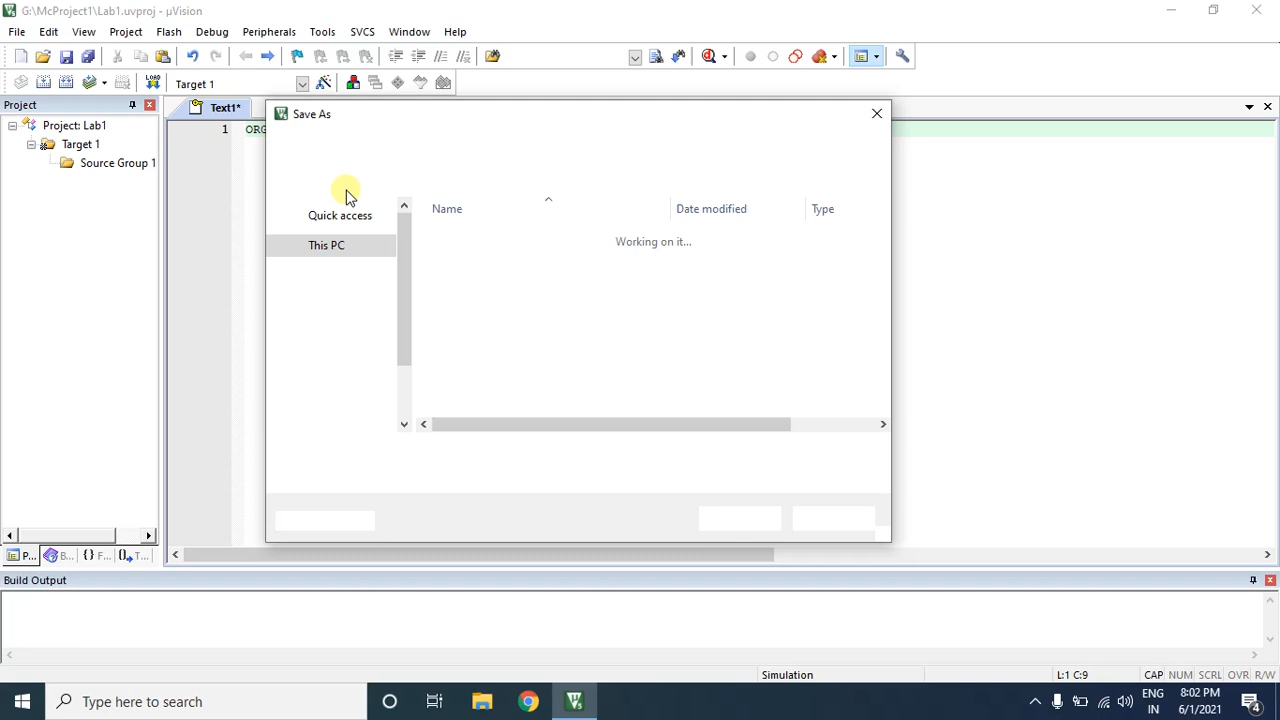 G:\McProject1\Lab1.uvproj - µVision
File Edit View Project Flash Debug Peripherals Tools SVCS Window Help
LOAD Target 1
Project
Text1*
Project: Lab1
Target 1
Source Group 1
1 ORG
Save As
Quick access
This PC
Name Date modified Type
Working on it...
P... B... {} F... T...
Build Output
Simulation L:1 C:9 CAP NUM SCRL OVR R/W
Type here to search
ENG
IN
8:02 PM
6/1/2021
4